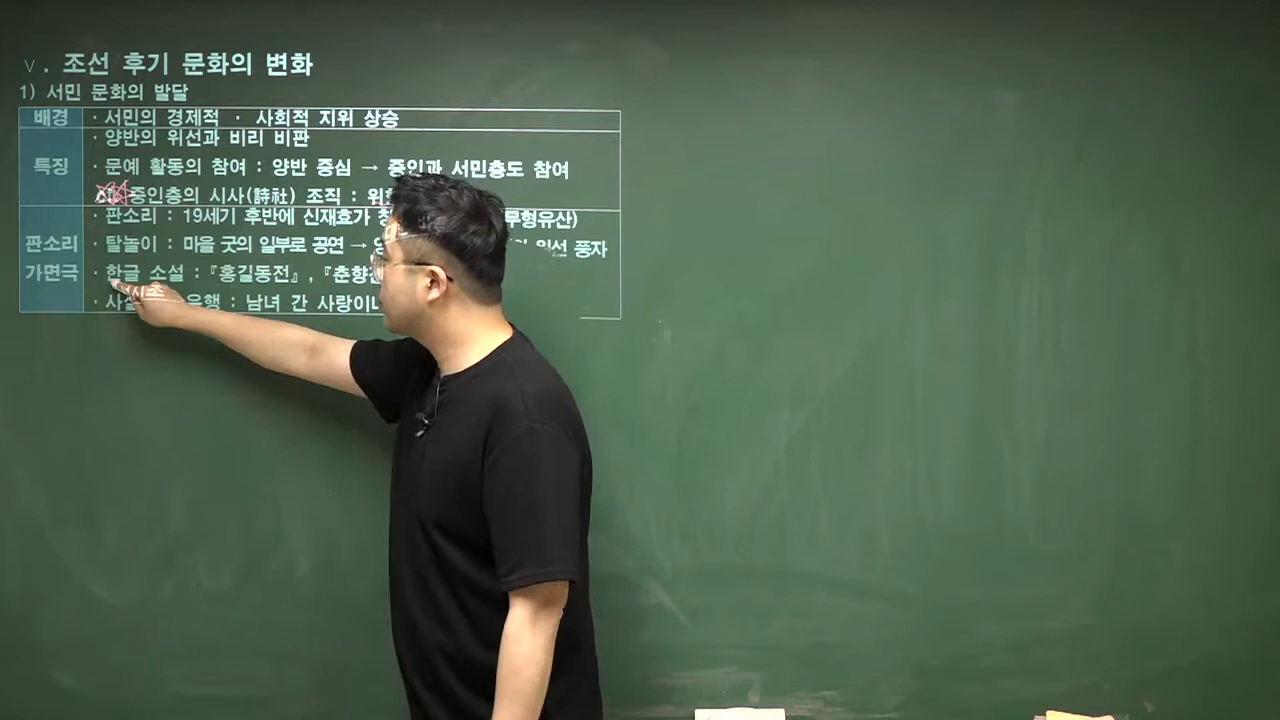 Ⅴ. 조선 후기 문화의 변화
1) 서민 문화의 발달
배경 · 서민의 경제적 · 사회적 지위 상승
· 양반의 위선과 비리 비판
특징 · 문예 활동의 참여 : 양반 중심 → 중인과 서민층도 참여
중인층의 시사(詩社) 조직 :
· 판소리 : 19세기 후반에 신재효가 무형유산)
판소리 · 탈놀이 : 마을 굿의 일부로 공연 → 위선 풍자
가면극 · 한글 소설 : 『홍길동전』, 『춘향
· 유행 : 남녀 간 사랑이나